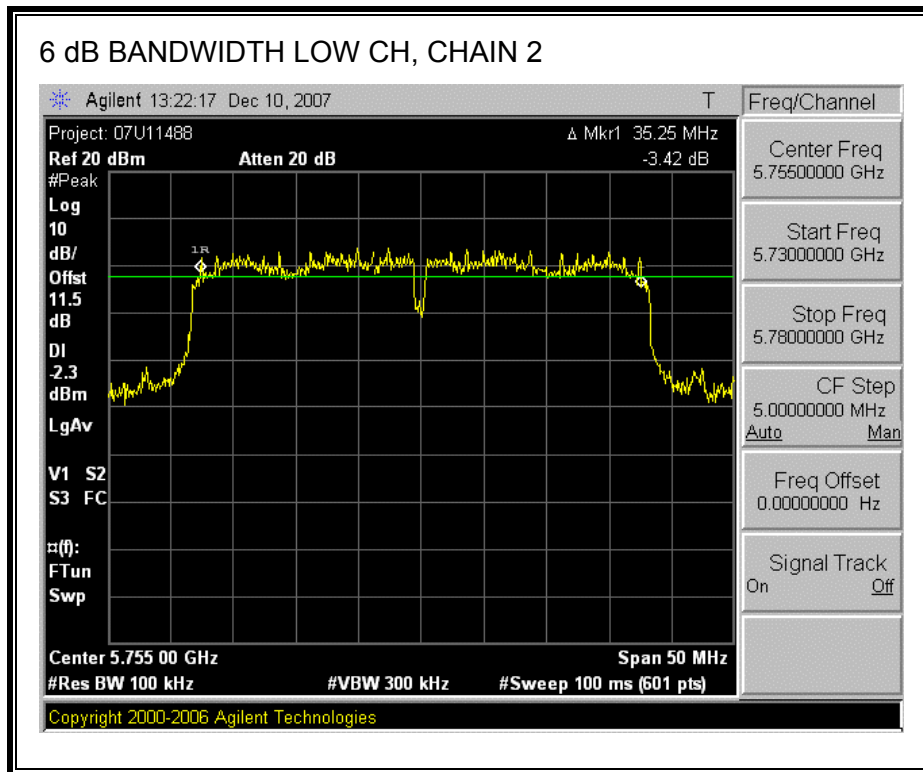 6 dB BANDWIDTH LOW CH, CHAIN 2
Agilent 13:22:17 Dec 10, 2007 T
Freq/Channel
Project: 07U11488 Δ Mkr1 35.25 MHz
Ref 20 dBm Atten 20 dB -3.42 dB
#Peak
Log
10
dB/
Offst
11.5
dB
DI
-2.3
dBm
LgAv
V1 S2
S3 FC
¤(f):
FTun
Swp
1R
Center 5.755 00 GHz Span 50 MHz
#Res BW 100 kHz #VBW 300 kHz #Sweep 100 ms (601 pts)
Center Freq
5.75500000 GHz
Start Freq
5.73000000 GHz
Stop Freq
5.78000000 GHz
CF Step
5.00000000 MHz
Auto Man
Freq Offset
0.00000000 Hz
Signal Track
On Off
Copyright 2000-2006 Agilent Technologies